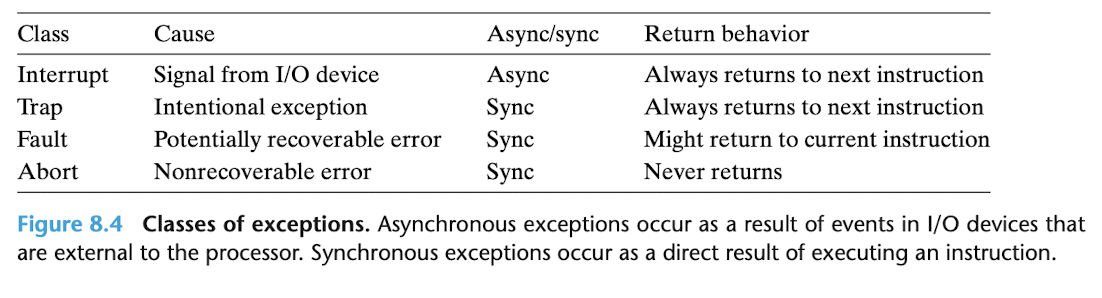 Class Cause Async/sync Return behavior
Interrupt Signal from I/O device Async Always returns to next instruction
Trap Intentional exception Sync Always returns to next instruction
Fault Potentially recoverable error Sync Might return to current instruction
Abort Nonrecoverable error Sync Never returns
Figure 8.4 Classes of exceptions. Asynchronous exceptions occur as a result of events in I/O devices that
are external to the processor. Synchronous exceptions occur as a direct result of executing an instruction.